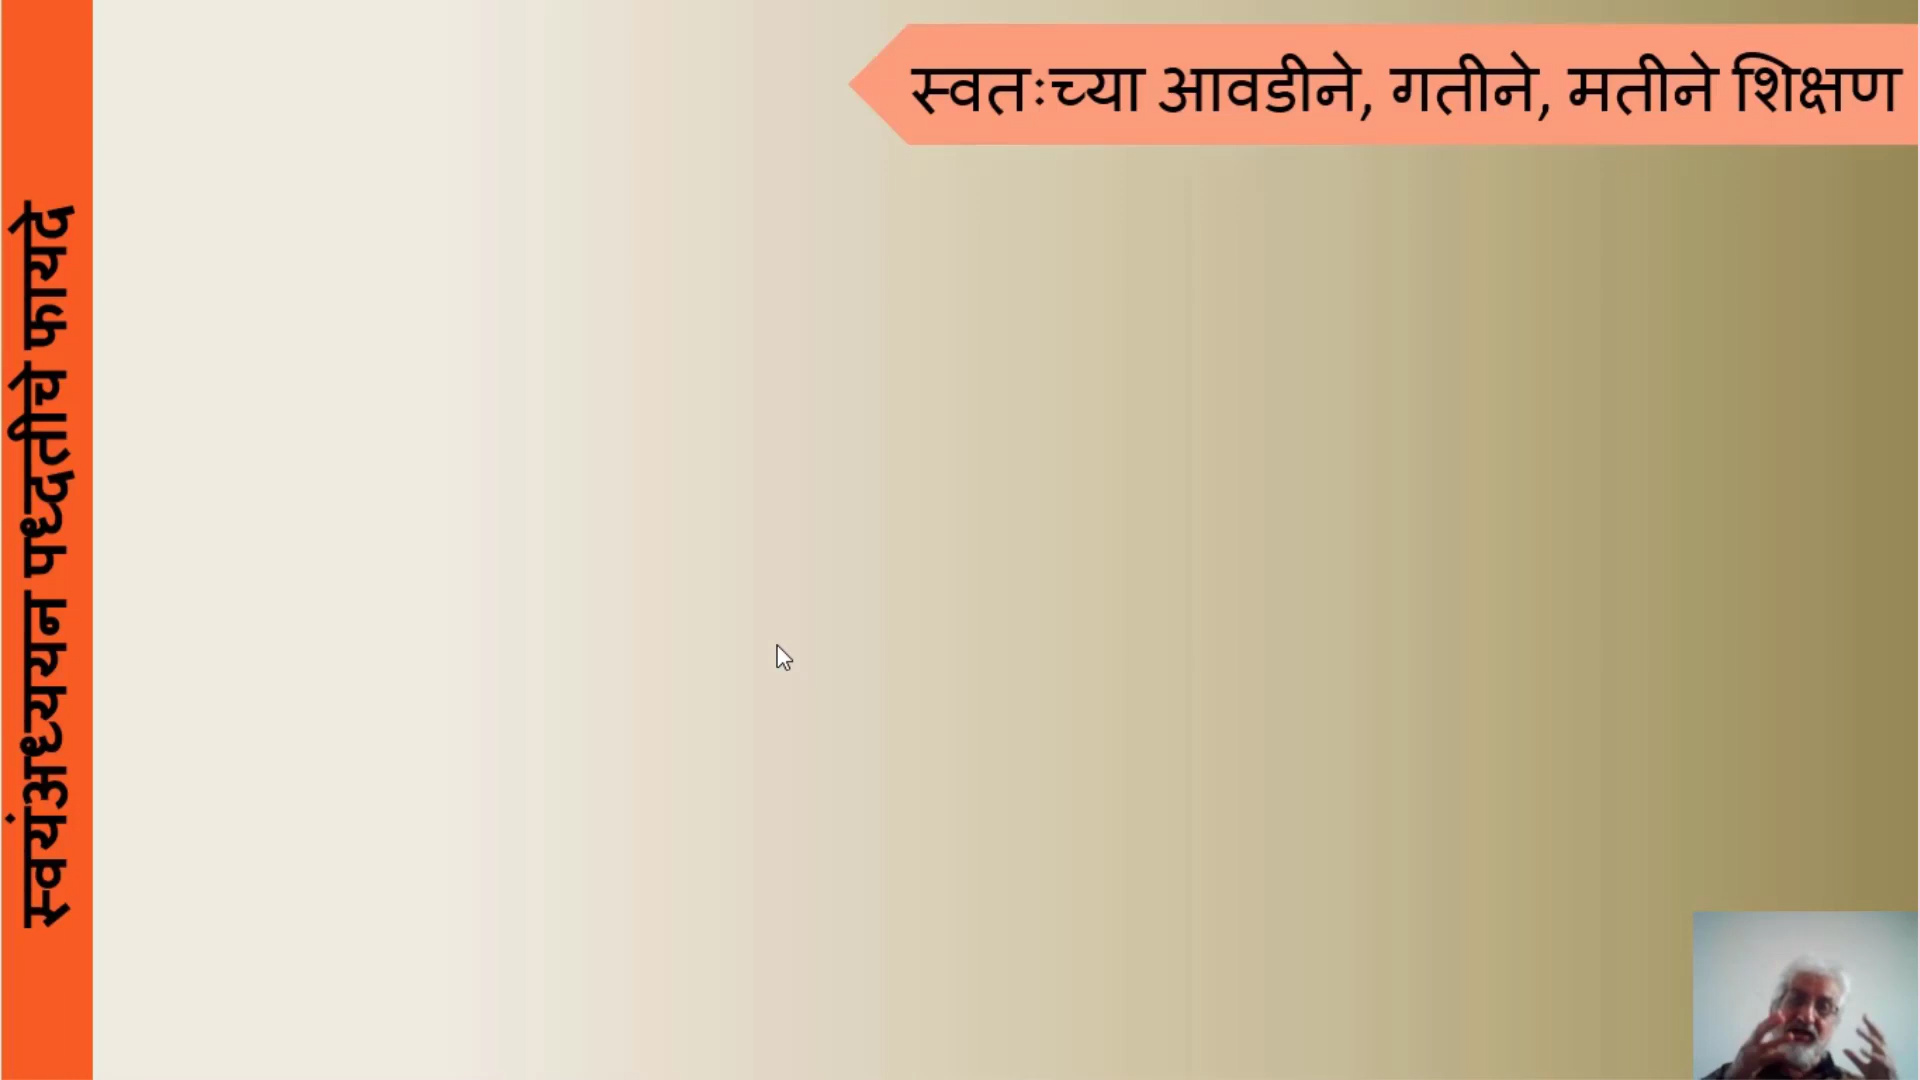 स्वयंअध्ययन पध्दतीचे फायदे
स्वतःच्या आवडीने, गतीने, मतीने शिक्षण